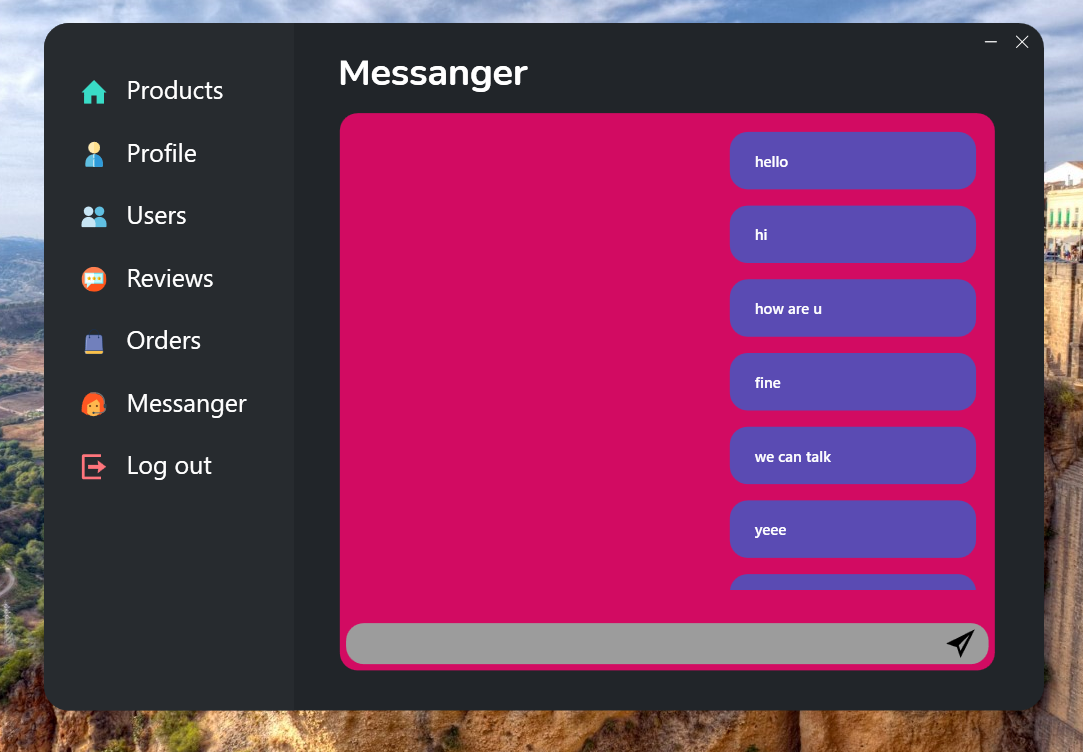 Messanger
Products
Profile
Users
Reviews
Orders
Messanger
Log out
hello
hi
how are u
fine
we can talk
yeee